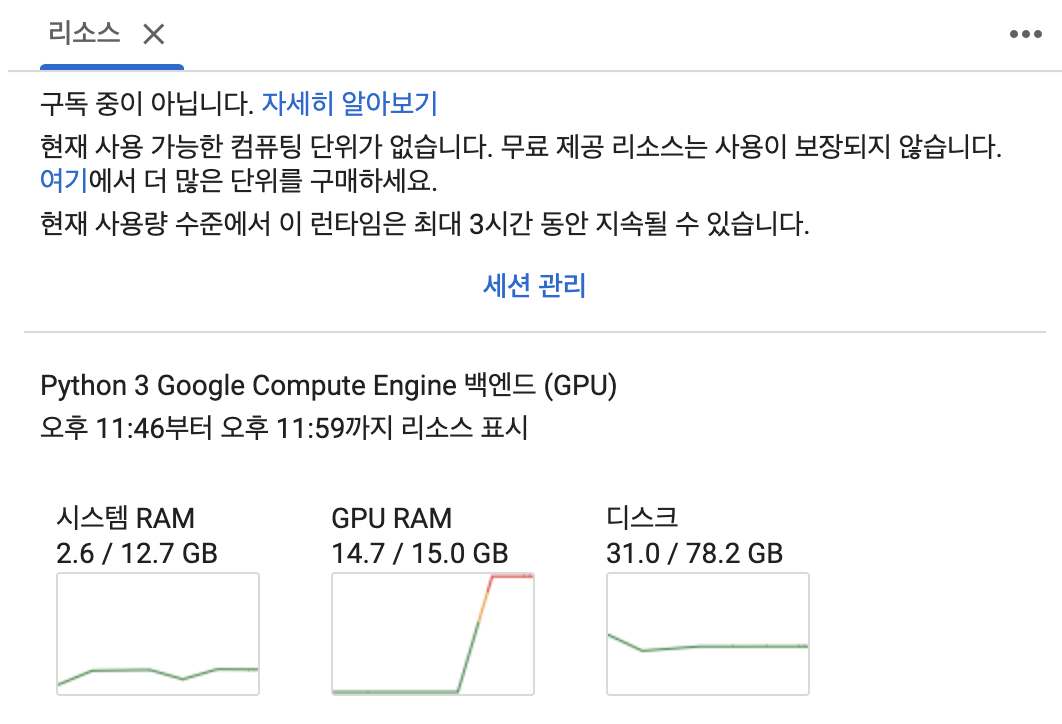 리소스
구독 중이 아닙니다. 자세히 알아보기
현재 사용 가능한 컴퓨팅 단위가 없습니다. 무료 제공 리소스는 사용이 보장되지 않습니다.
여기에서 더 많은 단위를 구매하세요.
현재 사용량 수준에서 이 런타임은 최대 3시간 동안 지속될 수 있습니다.
세션 관리
Python 3 Google Compute Engine 백엔드 (GPU)
오후 11:46부터 오후 11:59까지 리소스 표시
시스템 RAM
2.6 / 12.7 GB
GPU RAM
14.7 / 15.0 GB
디스크
31.0 / 78.2 GB